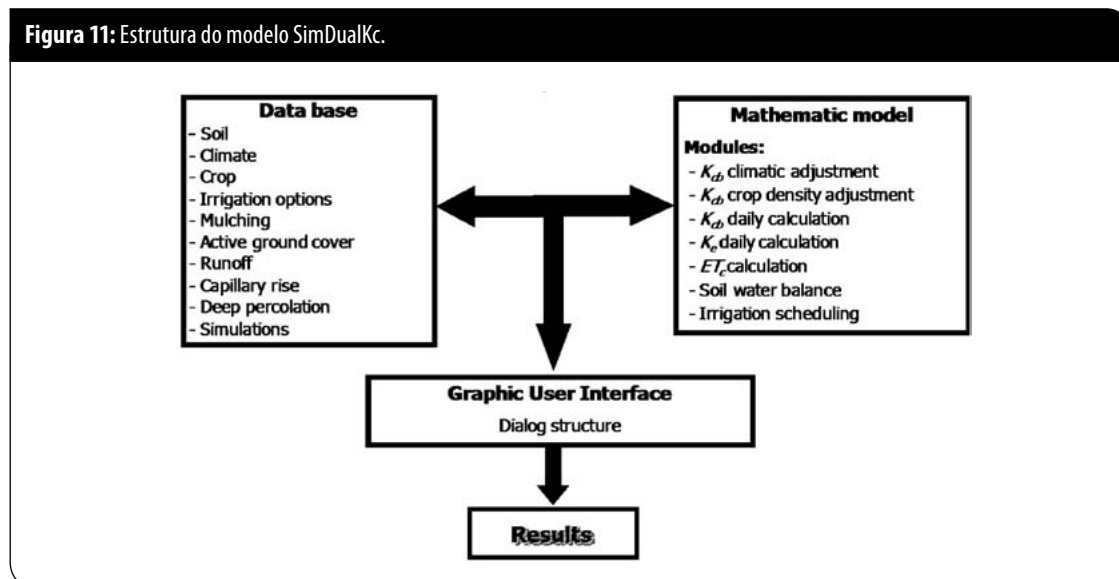 Figura 11: Estrutura do modelo SimDualKc.
Data base
- Soil
- Climate
- Crop
- Irrigation options
- Mulching
- Active ground cover
- Runoff
- Capillary rise
- Deep percolation
- Simulations
Mathematic model
Modules:
- Kcb climatic adjustment
- Kcb crop density adjustment
- Kcb daily calculation
- Ke daily calculation
- ETc calculation
- Soil water balance
- Irrigation scheduling
Graphic User Interface
Dialog structure
Results